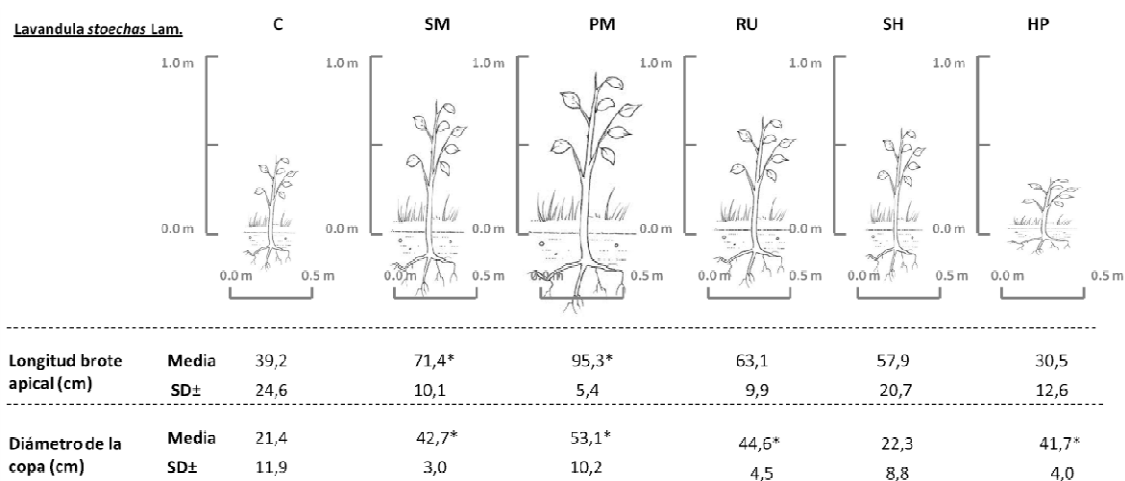 Lavandula stoechas Lam. C SM PM RU SH HP
1.0 m 1.0 m 1.0 m 1.0 m 1.0 m 1.0 m
0.0 m 0.0 m 0.0 m 0.0 m 0.0 m 0.0 m
0.0 m 0.5 m 0.0 m 0.5 m 0.0 m 0.5 m 0.0 m 0.5 m 0.0 m 0.5 m 0.0 m 0.5 m
Longitud brote Media 39,2 71,4* 95,3* 63,1 57,9 30,5
apical (cm) SD± 24,6 10,1 5,4 9,9 20,7 12,6
Diámetro de la Media 21,4 42,7* 53,1* 44,6* 22,3 41,7*
copa (cm) SD± 11,9 3,0 10,2 4,5 8,8 4,0